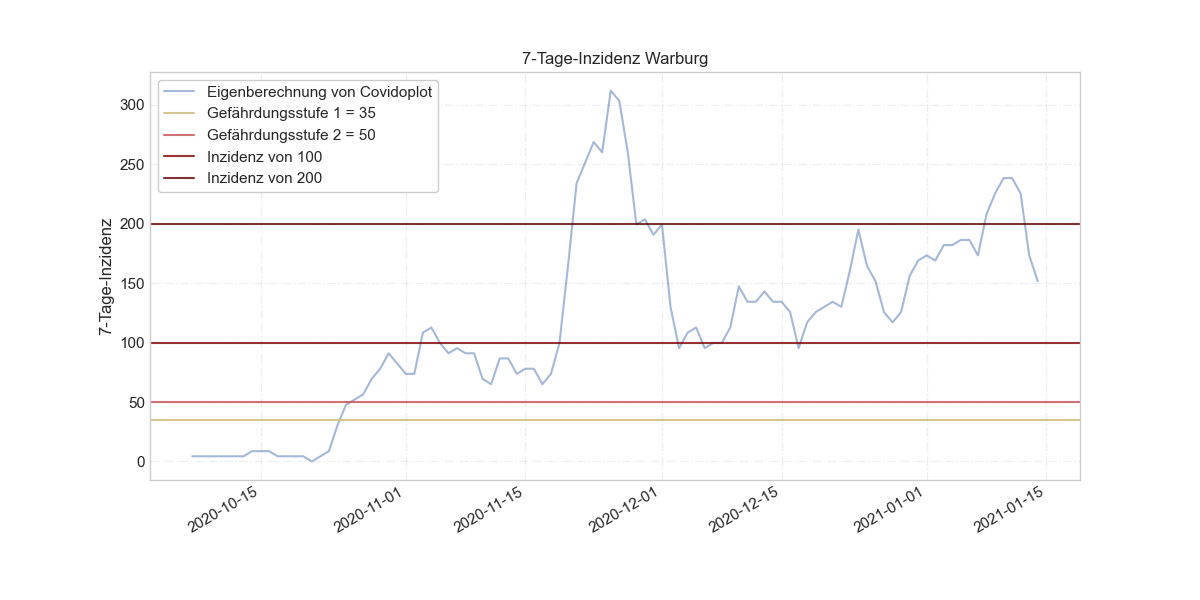 7-Tage-Inzidenz Warburg
Eigenberechnung von Covidoplot
Gefährdungsstufe 1 = 35
Gefährdungsstufe 2 = 50
Inzidenz von 100
Inzidenz von 200
7-Tage-Inzidenz
300
250
200
150
100
50
0
2020-10-15
2020-11-01
2020-11-15
2020-12-01
2020-12-15
2021-01-01
2021-01-15